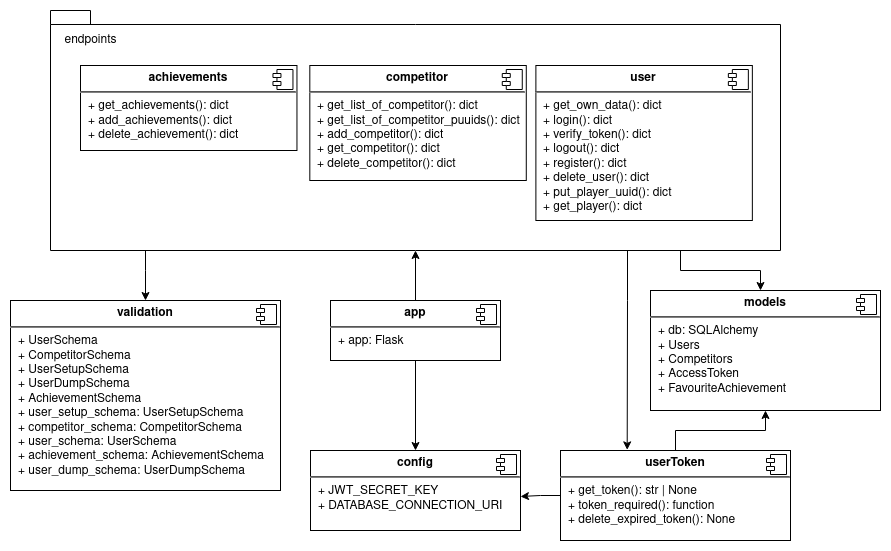 endpoints
achievements
+ get_achievements(): dict
+ add_achievements(): dict
+ delete_achievement(): dict
competitor
+ get_list_of_competitor(): dict
+ get_list_of_competitor_puuids(): dict
+ add_competitor(): dict
+ get_competitor(): dict
+ delete_competitor(): dict
user
+ get_own_data(): dict
+ login(): dict
+ verify_token(): dict
+ logout(): dict
+ register(): dict
+ delete_user(): dict
+ put_player_uuid(): dict
+ get_player(): dict
validation
+ UserSchema
+ CompetitorSchema
+ UserSetupSchema
+ UserDumpSchema
+ AchievementSchema
+ user_setup_schema: UserSetupSchema
+ competitor_schema: CompetitorSchema
+ user_schema: UserSchema
+ achievement_schema: AchievementSchema
+ user_dump_schema: UserDumpSchema
app
+ app: Flask
models
+ db: SQLAlchemy
+ Users
+ Competitors
+ AccessToken
+ FavouriteAchievement
config
+ JWT_SECRET_KEY
+ DATABASE_CONNECTION_URI
userToken
+ get_token(): str | None
+ token_required(): function
+ delete_expired_token(): None